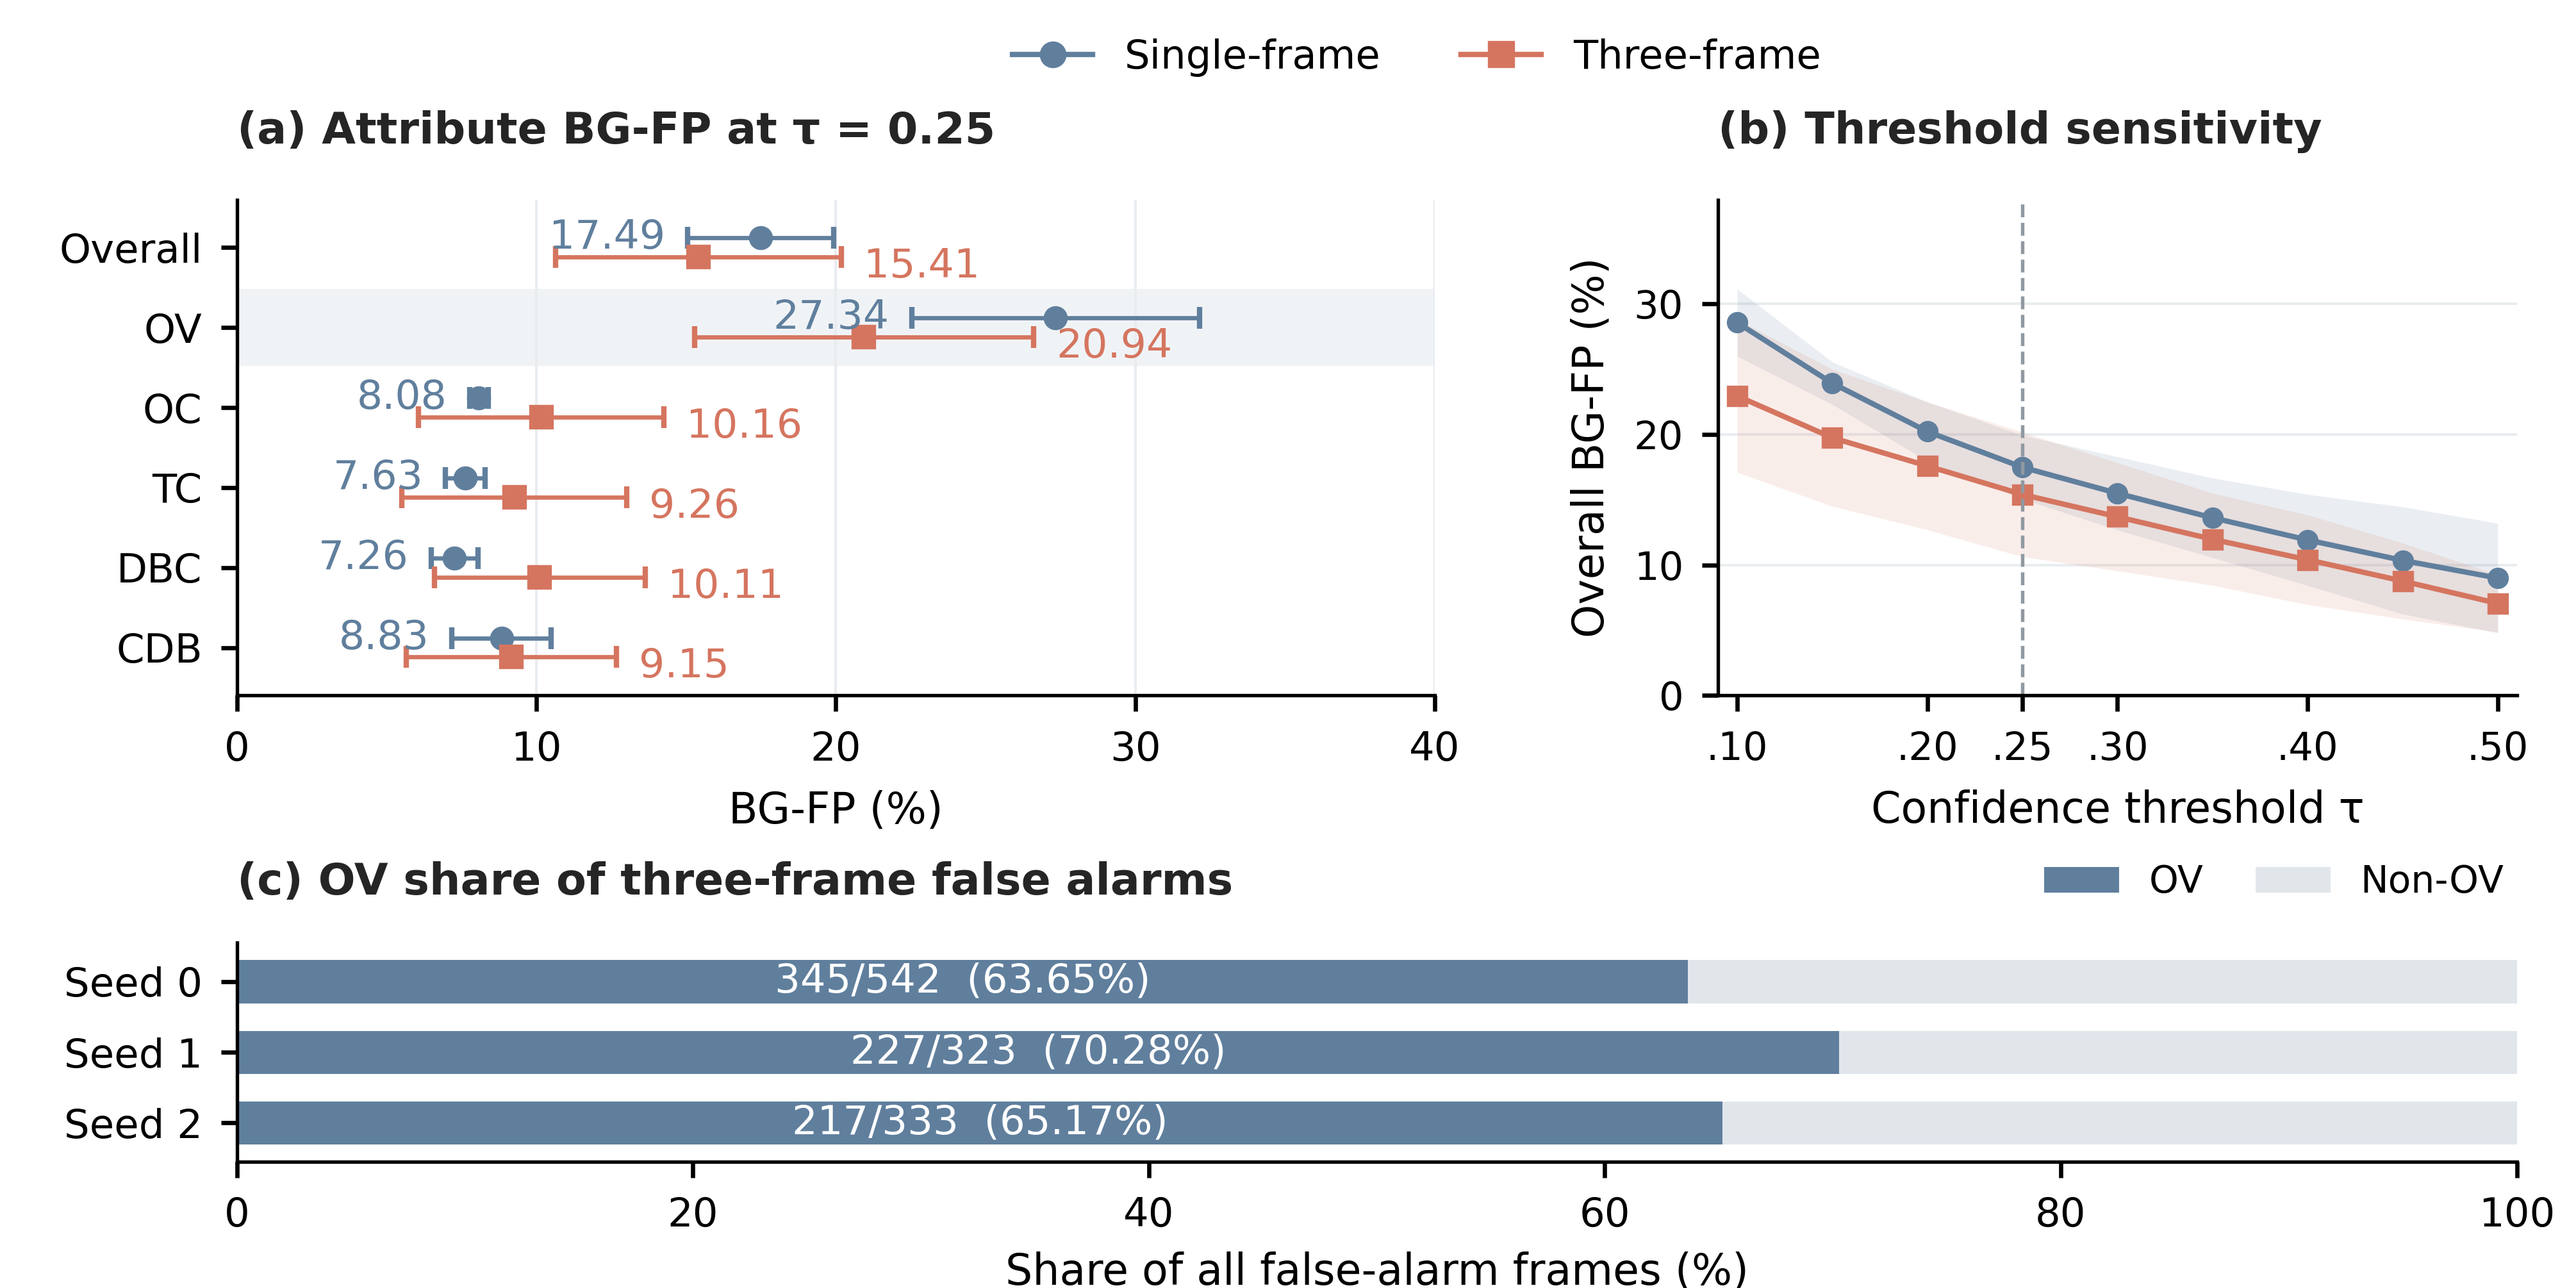 Single-frame Three-frame
(a) Attribute BG-FP at τ = 0.25
Overall 17.49 15.41
OV 27.34 20.94
OC 8.08 10.16
TC 7.63 9.26
DBC 7.26 10.11
CDB 8.83 9.15
0 10 20 30 40
BG-FP (%)
(b) Threshold sensitivity
Overall BG-FP (%)
30
20
10
0
.10 .20 .25 .30 .40 .50
Confidence threshold τ
(c) OV share of three-frame false alarms
OV Non-OV
Seed 0 345/542 (63.65%)
Seed 1 227/323 (70.28%)
Seed 2 217/333 (65.17%)
0 20 40 60 80 100
Share of all false-alarm frames (%)